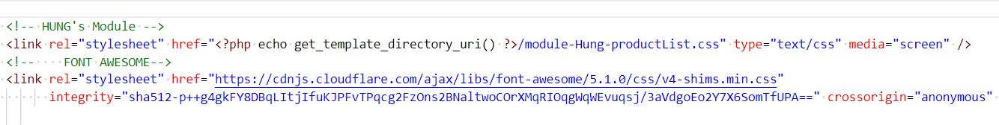 <!-- HUNG's Module -->
<link rel="stylesheet" href="<?php echo get_template_directory_uri() ?>/module-Hung-productList.css" type="text/css" media="screen" />
<!--    FONT AWESOME-->
<link rel="stylesheet" href="https://cdnjs.cloudflare.com/ajax/libs/font-awesome/5.1.0/css/v4-shims.min.css"
integrity="sha512-p++g4gkFY8DBqLItjIfuKJPFvTPqcg2FzOns2BNaltwoCOrXMqRIOqgWqWEvuqsj/3aVdgoEo2Y7X6SomTfUPA==" crossorigin="anonymous"